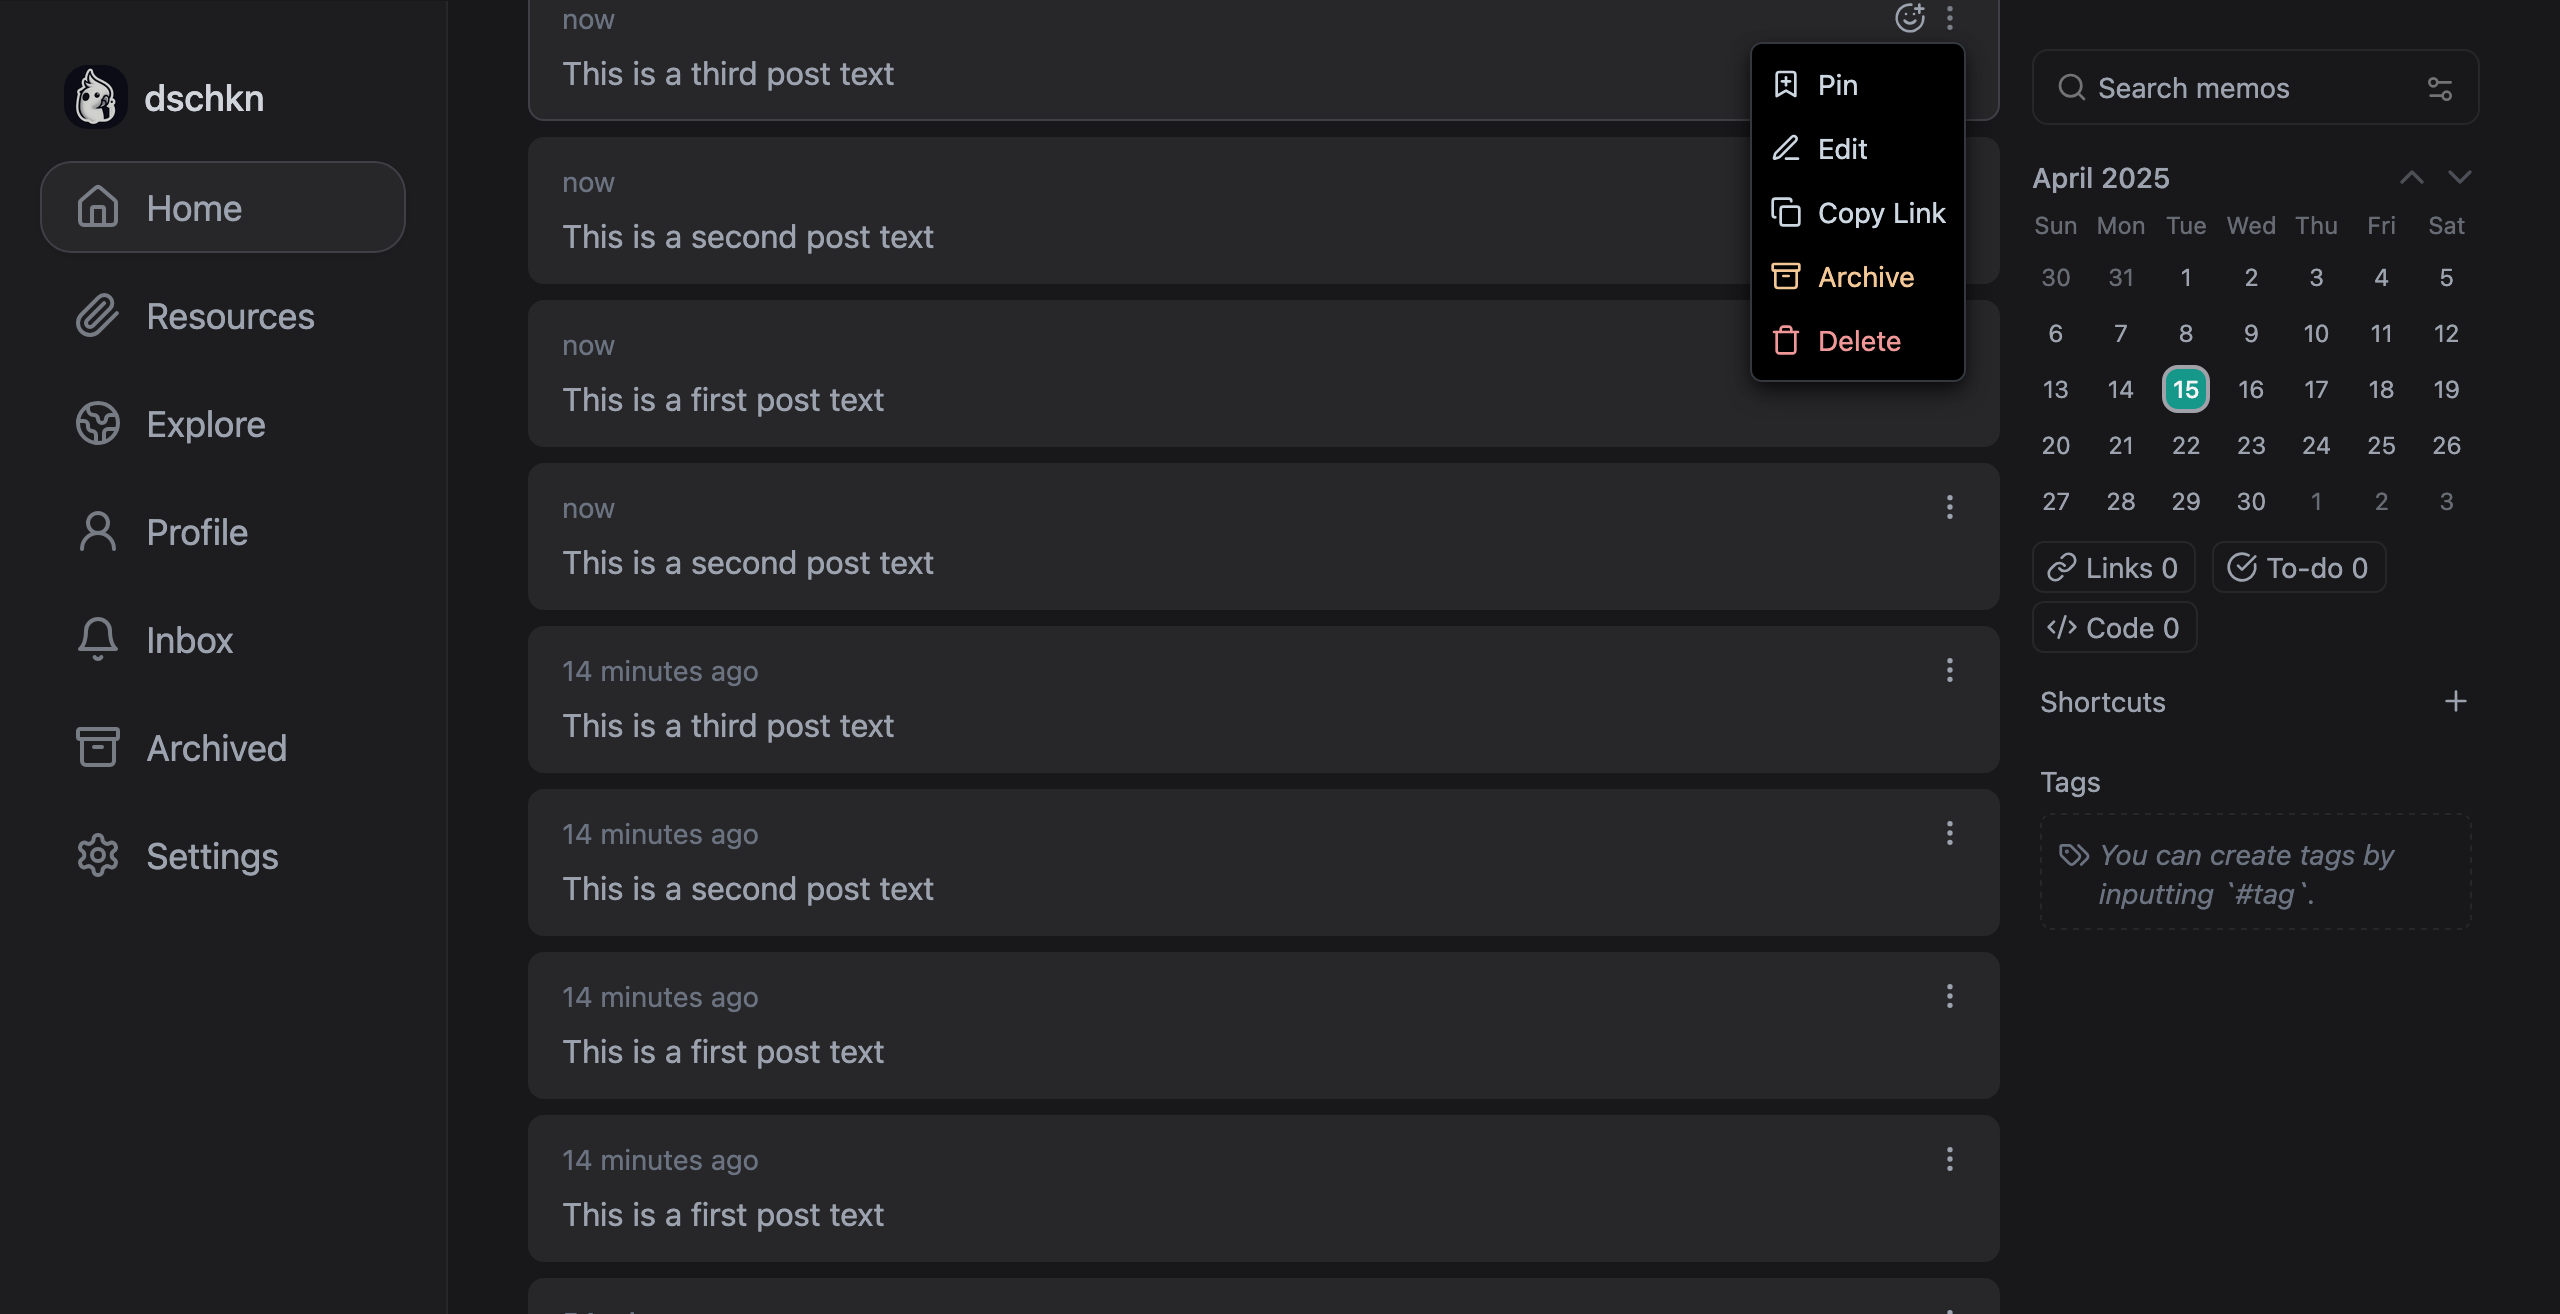 dschkn
Home
Resources
Explore
Profile
Inbox
Archived
Settings
now
This is a third post text
now
This is a second post text
now
This is a first post text
now
This is a second post text
14 minutes ago
This is a third post text
14 minutes ago
This is a second post text
14 minutes ago
This is a first post text
14 minutes ago
This is a first post text
Pin
Edit
Copy Link
Archive
Delete
Search memos
April 2025
Sun Mon Tue Wed Thu Fri Sat
30 31 1 2 3 4 5
6 7 8 9 10 11 12
13 14 15 16 17 18 19
20 21 22 23 24 25 26
27 28 29 30 1 2 3
Links 0 To-do 0
Code 0
Shortcuts
Tags
You can create tags by
inputting `#tag`.